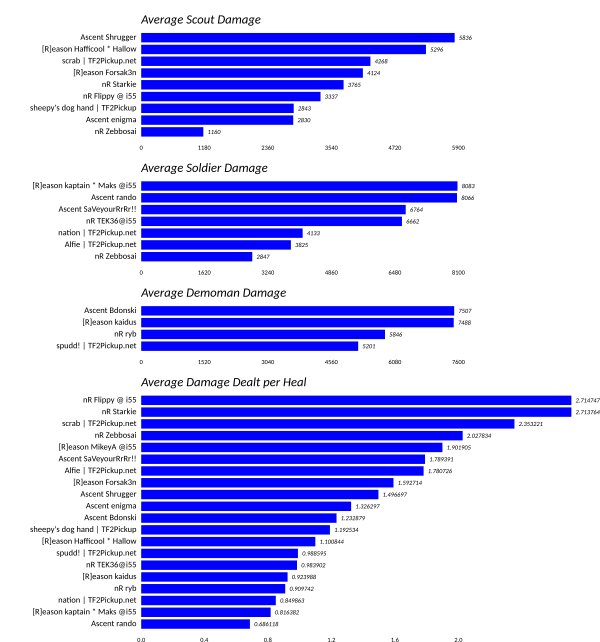 Average Scout Damage
Ascent Shrugger 5836
[R]eason Hafficool * Hallow 5296
scrab | TF2Pickup.net 4268
[R]eason Forsak3n 4124
nR Starkie 3765
nR Flippy @ i55 3337
sheepy's dog hand | TF2Pickup 2843
Ascent enigma 2830
nR Zebbosai 1160
0 1180 2360 3540 4720 5900
Average Soldier Damage
[R]eason kaptain * Maks @i55 8083
Ascent rando 8066
Ascent SaVeyourRrRr!! 6764
nR TEK36@i55 6662
nation | TF2Pickup.net 4133
Alfie | TF2Pickup.net 3825
nR Zebbosai 2847
0 1620 3240 4860 6480 8100
Average Demoman Damage
Ascent Bdonski 7507
[R]eason kaidus 7488
nR ryb 5846
spudd! | TF2Pickup.net 5201
0 1520 3040 4560 6080 7600
Average Damage Dealt per Heal
nR Flippy @ i55 2.714747
nR Starkie 2.713764
scrab | TF2Pickup.net 2.353221
nR Zebbosai 2.027834
[R]eason MikeyA @i55 1.901905
Ascent SaVeyourRrRr!! 1.789391
Alfie | TF2Pickup.net 1.780726
[R]eason Forsak3n 1.592714
Ascent Shrugger 1.496697
Ascent enigma 1.326297
Ascent Bdonski 1.232879
sheepy's dog hand | TF2Pickup 1.192534
[R]eason Hafficool * Hallow 1.100844
spudd! | TF2Pickup.net 0.988595
nR TEK36@i55 0.983902
[R]eason kaidus 0.923988
nR ryb 0.909742
nation | TF2Pickup.net 0.849863
[R]eason kaptain * Maks @i55 0.816382
Ascent rando 0.686118
0.0 0.4 0.8 1.2 1.6 2.0